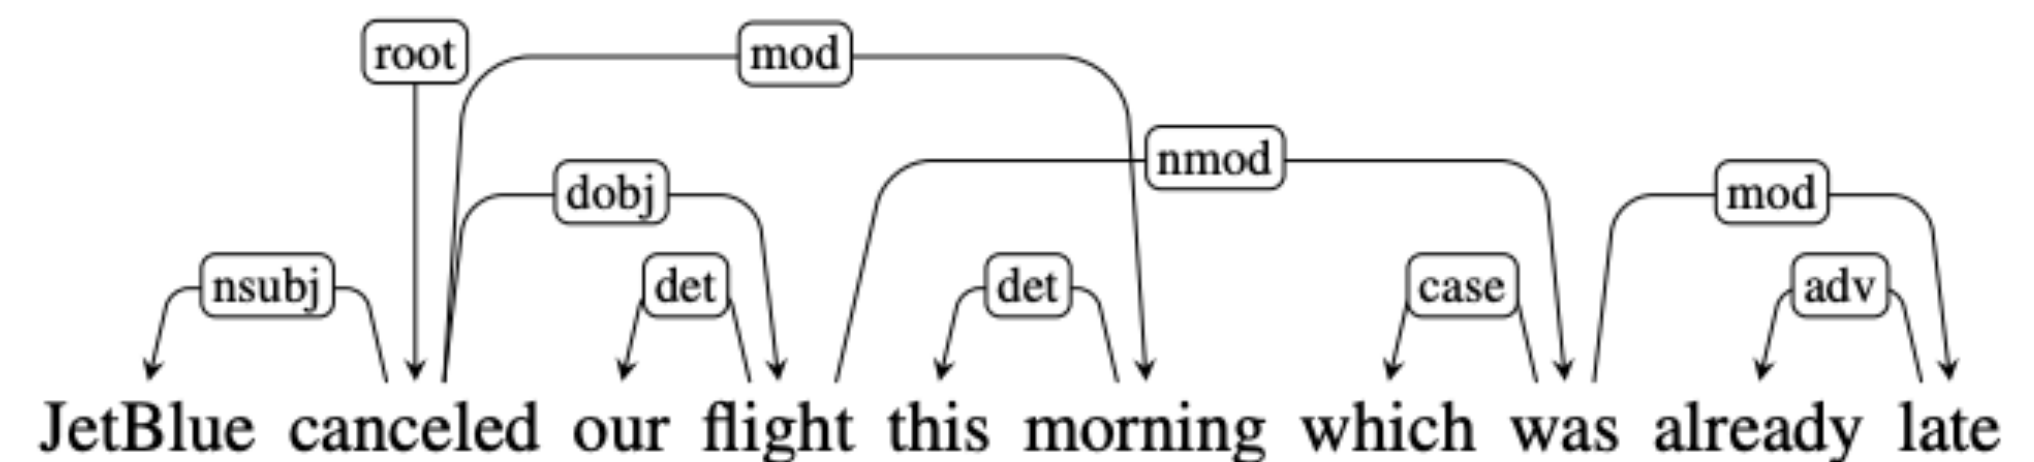 root mod
nmod
dobj mod
nsubj det det case adv
JetBlue canceled our flight this morning which was already late